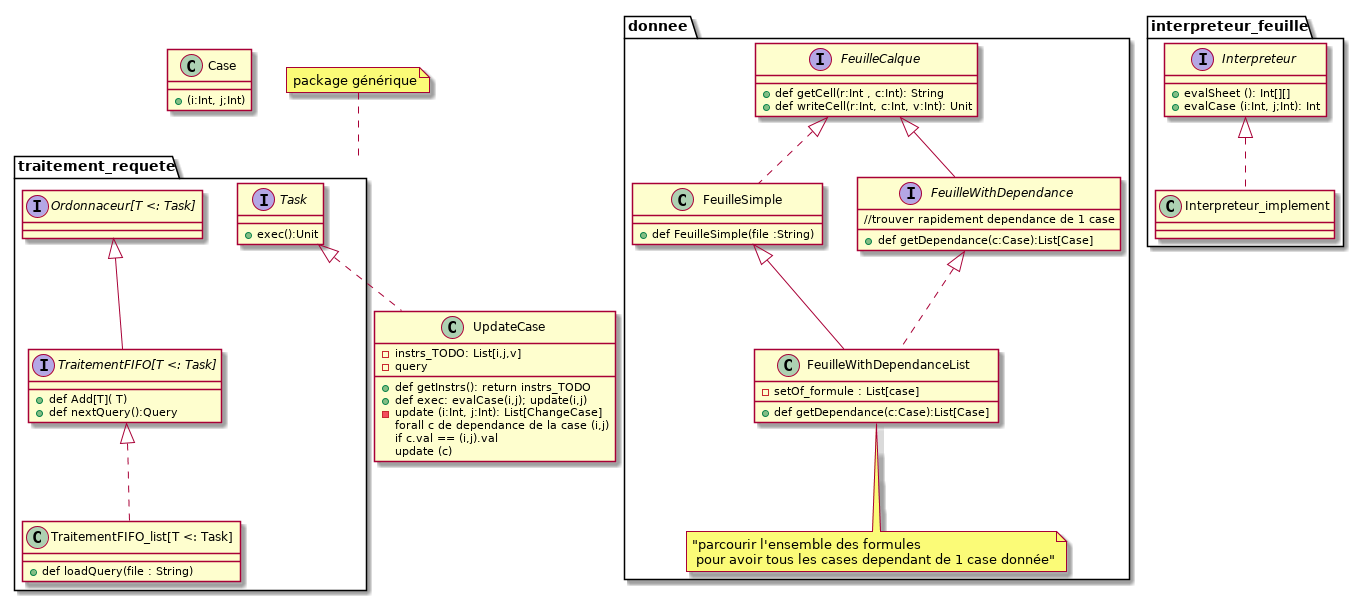 C Case
(i:Int, j;Int)
package générique
traitement_requete
I Ordonnaceur[T <: Task]
I Task
exec():Unit
I TraitementFIFO[T <: Task]
def Add[T]( T)
def nextQuery():Query
C TraitementFIFO_list[T <: Task]
def loadQuery(file : String)
C UpdateCase
instrs_TODO: List[i,j,v]
query
def getInstrs(): return instrs_TODO
def exec: evalCase(i,j); update(i,j)
update (i:Int, j:Int): List[ChangeCase]
forall c de dependance de la case (i,j)
if c.val == (i,j).val
update (c)
donnee
I FeuilleCalque
def getCell(r:Int , c:Int): String
def writeCell(r:Int, c:Int, v:Int): Unit
C FeuilleSimple
def FeuilleSimple(file :String)
I FeuilleWithDependance
//trouver rapidement dependance de 1 case
def getDependance(c:Case):List[Case]
C FeuilleWithDependanceList
setOf_formule : List[case]
def getDependance(c:Case):List[Case]
"parcourir l'ensemble des formules
pour avoir tous les cases dependant de 1 case donnée"
interpreteur_feuille
I Interpreteur
evalSheet (): Int[][]
evalCase (i:Int, j;Int): Int
C Interpreteur_implement